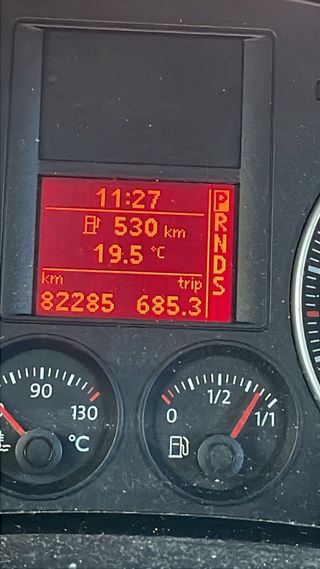 11:27
530 km
19.5 °C
km trip
82285 685.3
P
R
N
D
S
90
130
°C
0
1/2
1/1